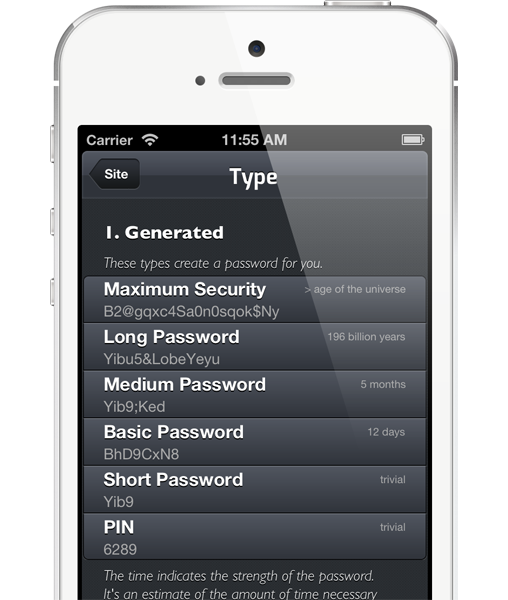 Carrier 11:55 AM
Site Type
1. Generated
These types create a password for you.
Maximum Security > age of the universe
B2@gqxc4Sa0n0sqok$Ny
Long Password 196 billion years
Yibu5&LobeYeyu
Medium Password 5 months
Yib9;Ked
Basic Password 12 days
BhD9CxN8
Short Password trivial
Yib9
PIN trivial
6289
The time indicates the strength of the password.
It's an estimate of the amount of time necessary